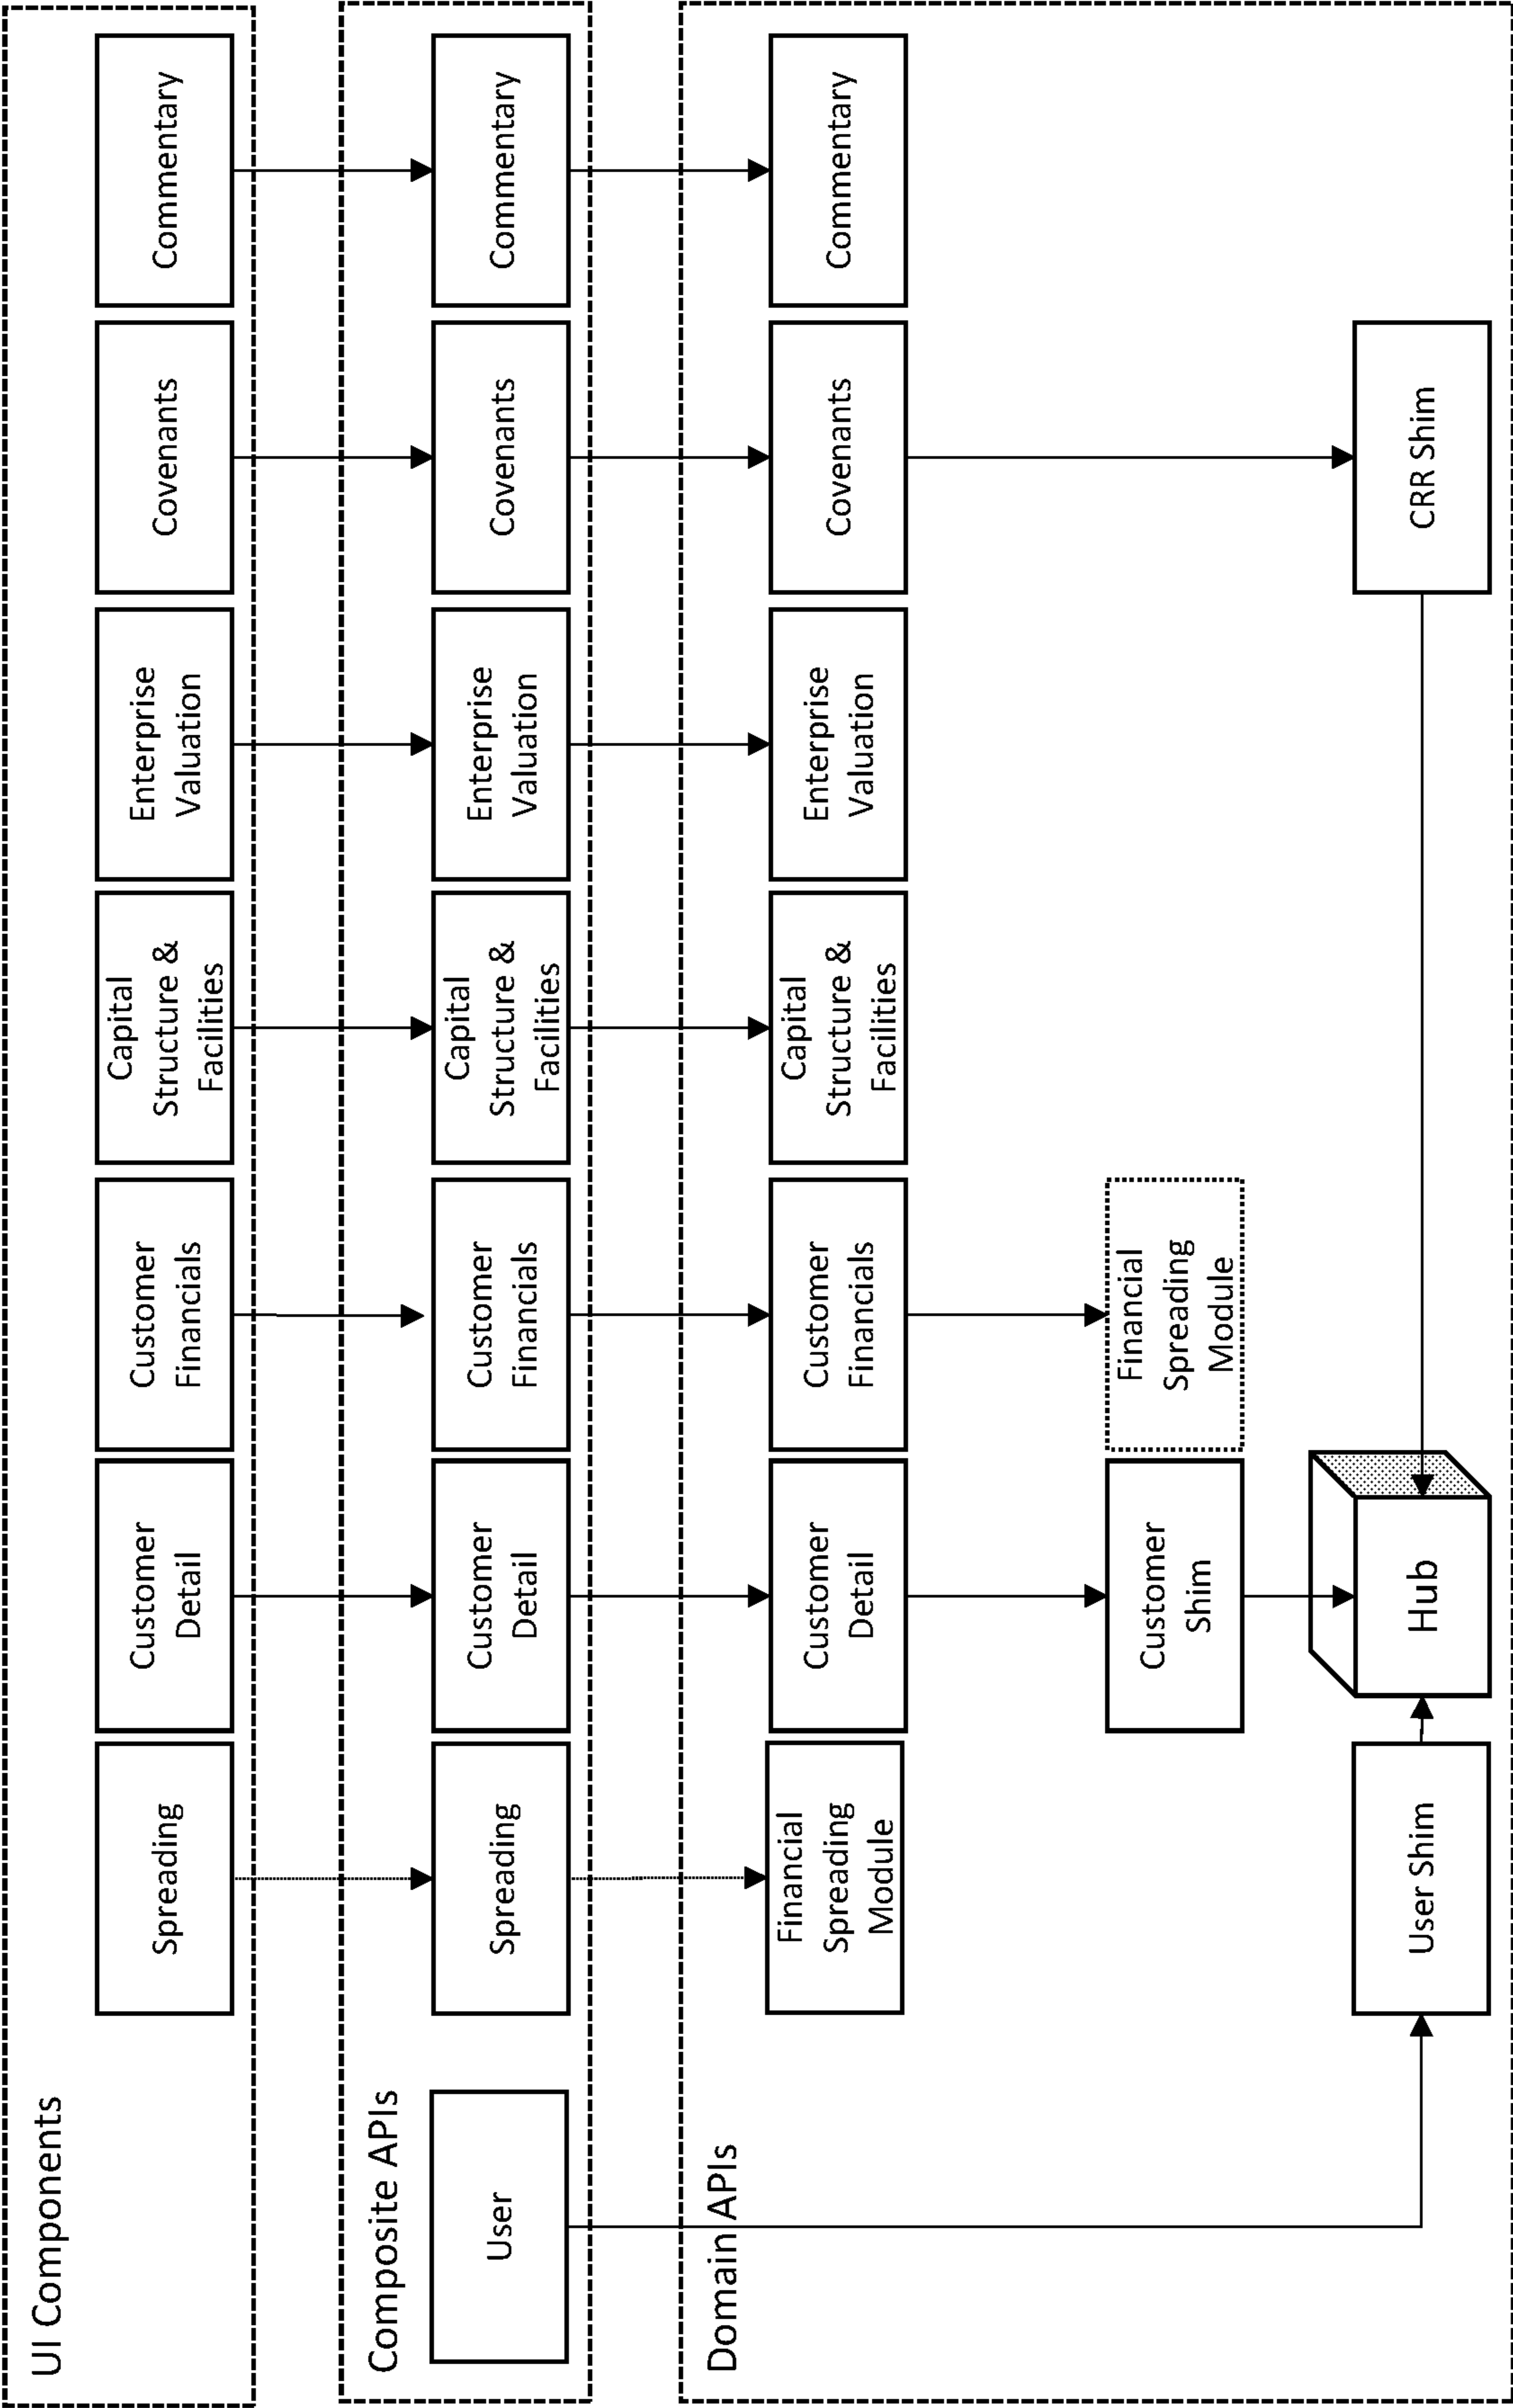 UI Components
Spreading
Customer
Detail
Customer
Financials
Capital
Structure &
Facilities
Enterprise
Valuation
Covenants
Commentary
Composite APIs
User
Spreading
Customer
Detail
Customer
Financials
Capital
Structure &
Facilities
Enterprise
Valuation
Covenants
Commentary
Domain APIs
Financial
Spreading
Module
Customer
Detail
Customer
Financials
Capital
Structure &
Facilities
Enterprise
Valuation
Covenants
Commentary
Customer
Shim
Financial
Spreading
Module
User Shim
Hub
CRR Shim